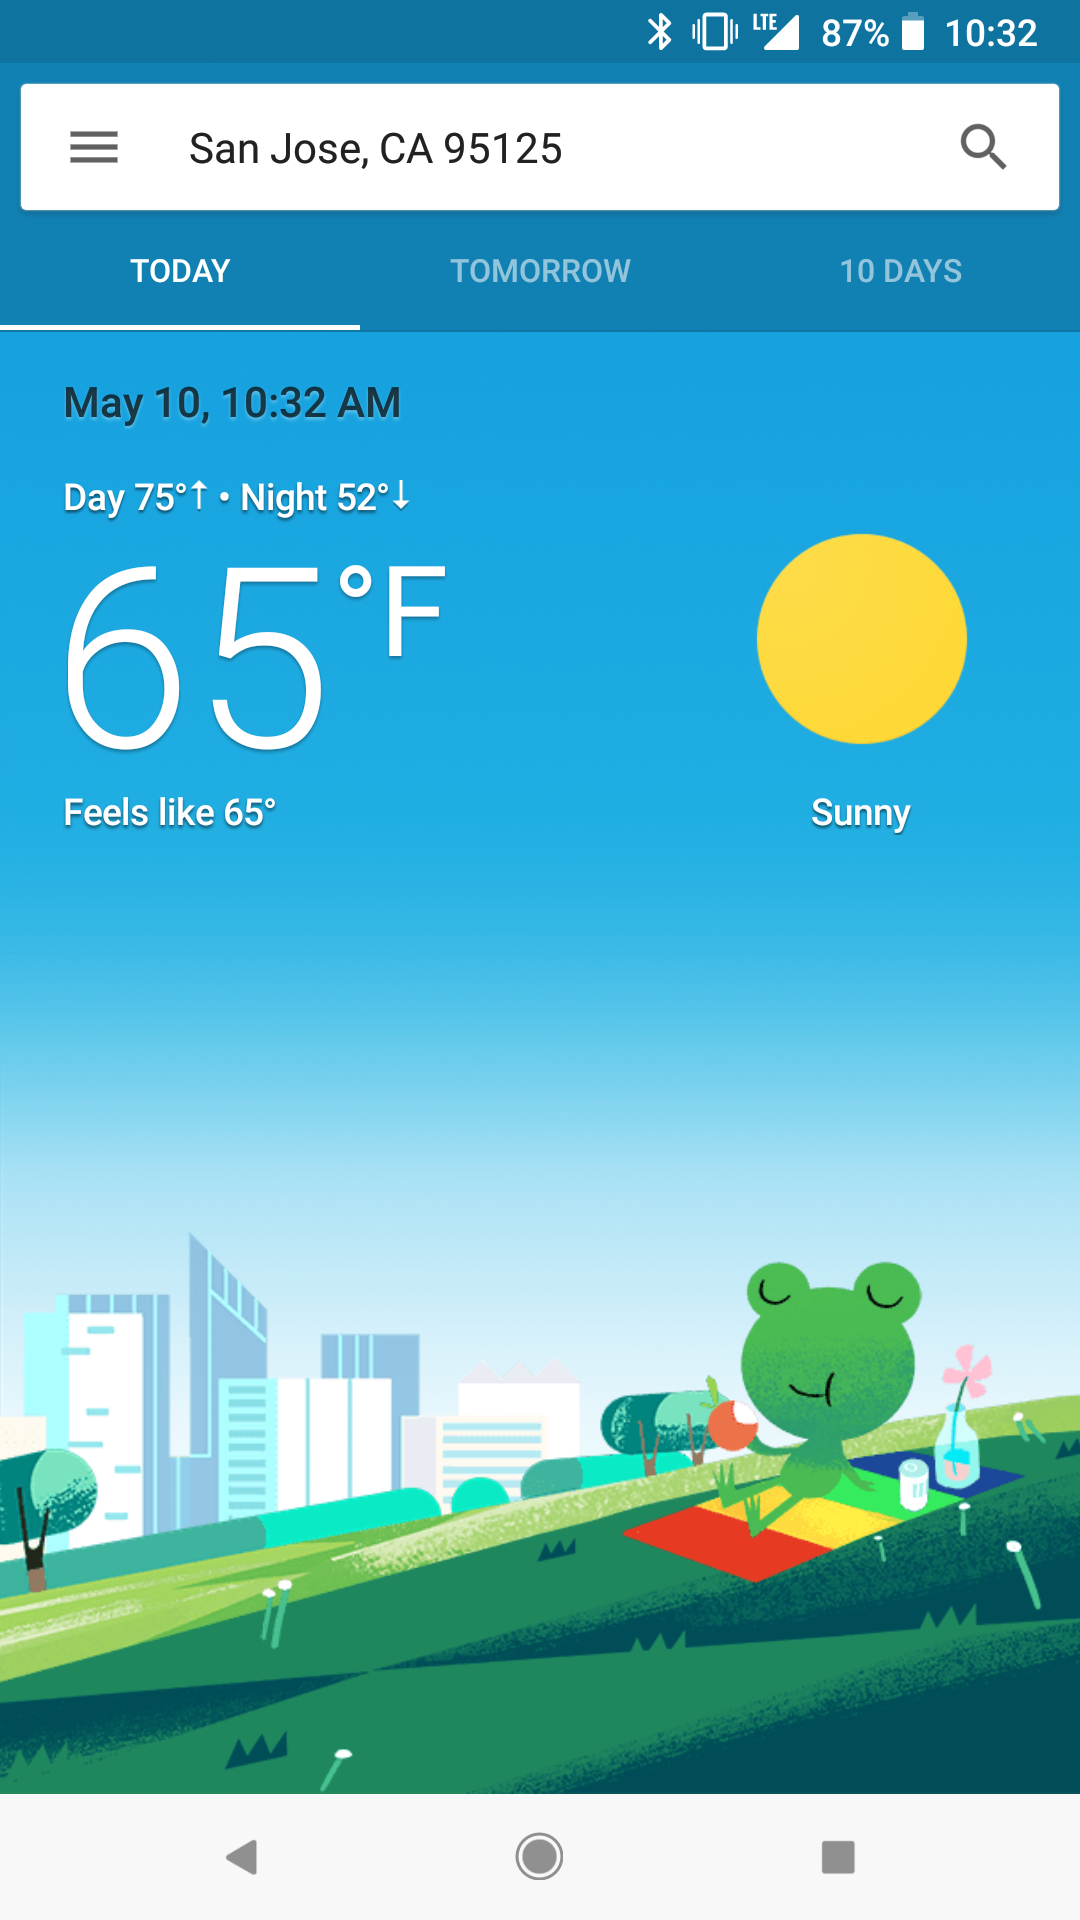 LTE 87% 10:32
San Jose, CA 95125
TODAY TOMORROW 10 DAYS
May 10, 10:32 AM
Day 75°↑ • Night 52°↓
65°F
Feels like 65°
Sunny